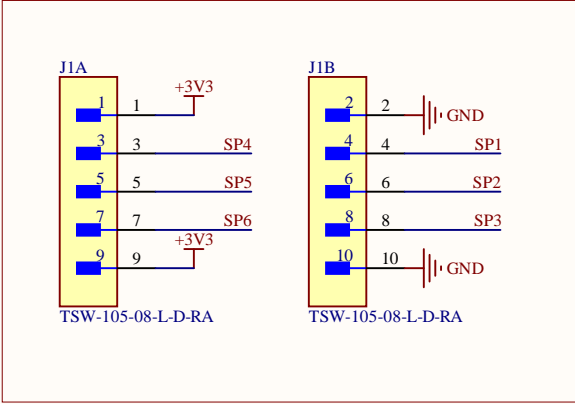 J1A
1 1 +3V3
3 3 SP4
5 5 SP5
7 7 SP6
9 9 +3V3
TSW-105-08-L-D-RA
J1B
2 2 GND
4 4 SP1
6 6 SP2
8 8 SP3
10 10 GND
TSW-105-08-L-D-RA